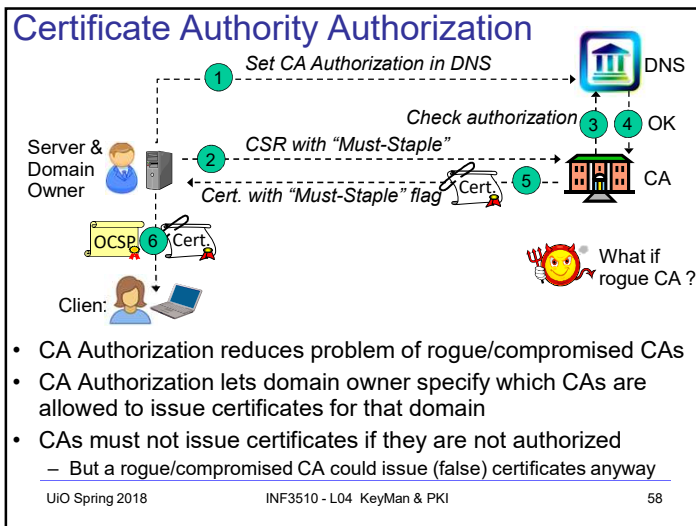 Certificate Authority Authorization
1
Set CA Authorization in DNS
DNS
Check authorization
3
4
OK
Server &
Domain
Owner
2
CSR with “Must-Staple”
CA
Cert. with “Must-Staple” flag
Cert.
5
OCSP
6
Cert.
What if
rogue CA ?
Clien:
• CA Authorization reduces problem of rogue/compromised CAs
• CA Authorization lets domain owner specify which CAs are
allowed to issue certificates for that domain
• CAs must not issue certificates if they are not authorized
– But a rogue/compromised CA could issue (false) certificates anyway
UiO Spring 2018
INF3510 - L04 KeyMan & PKI
58